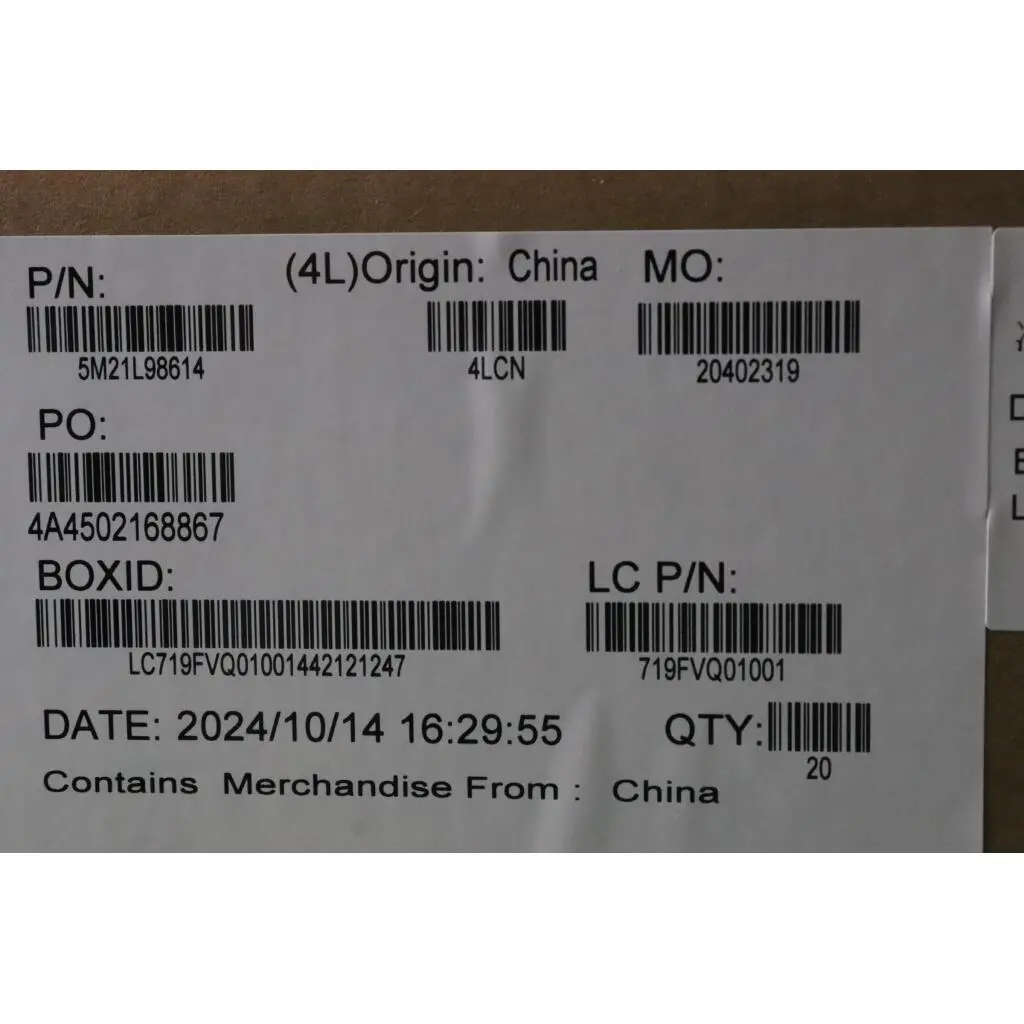 P/N: (4L)Origin: China MO:
5M21L98614 4LCN 20402319
PO:
4A4502168867
BOXID: LC P/N:
LC719FVQ01001442121247 719FVQ01001
DATE: 2024/10/14 16:29:55 QTY:
20
Contains Merchandise From : China